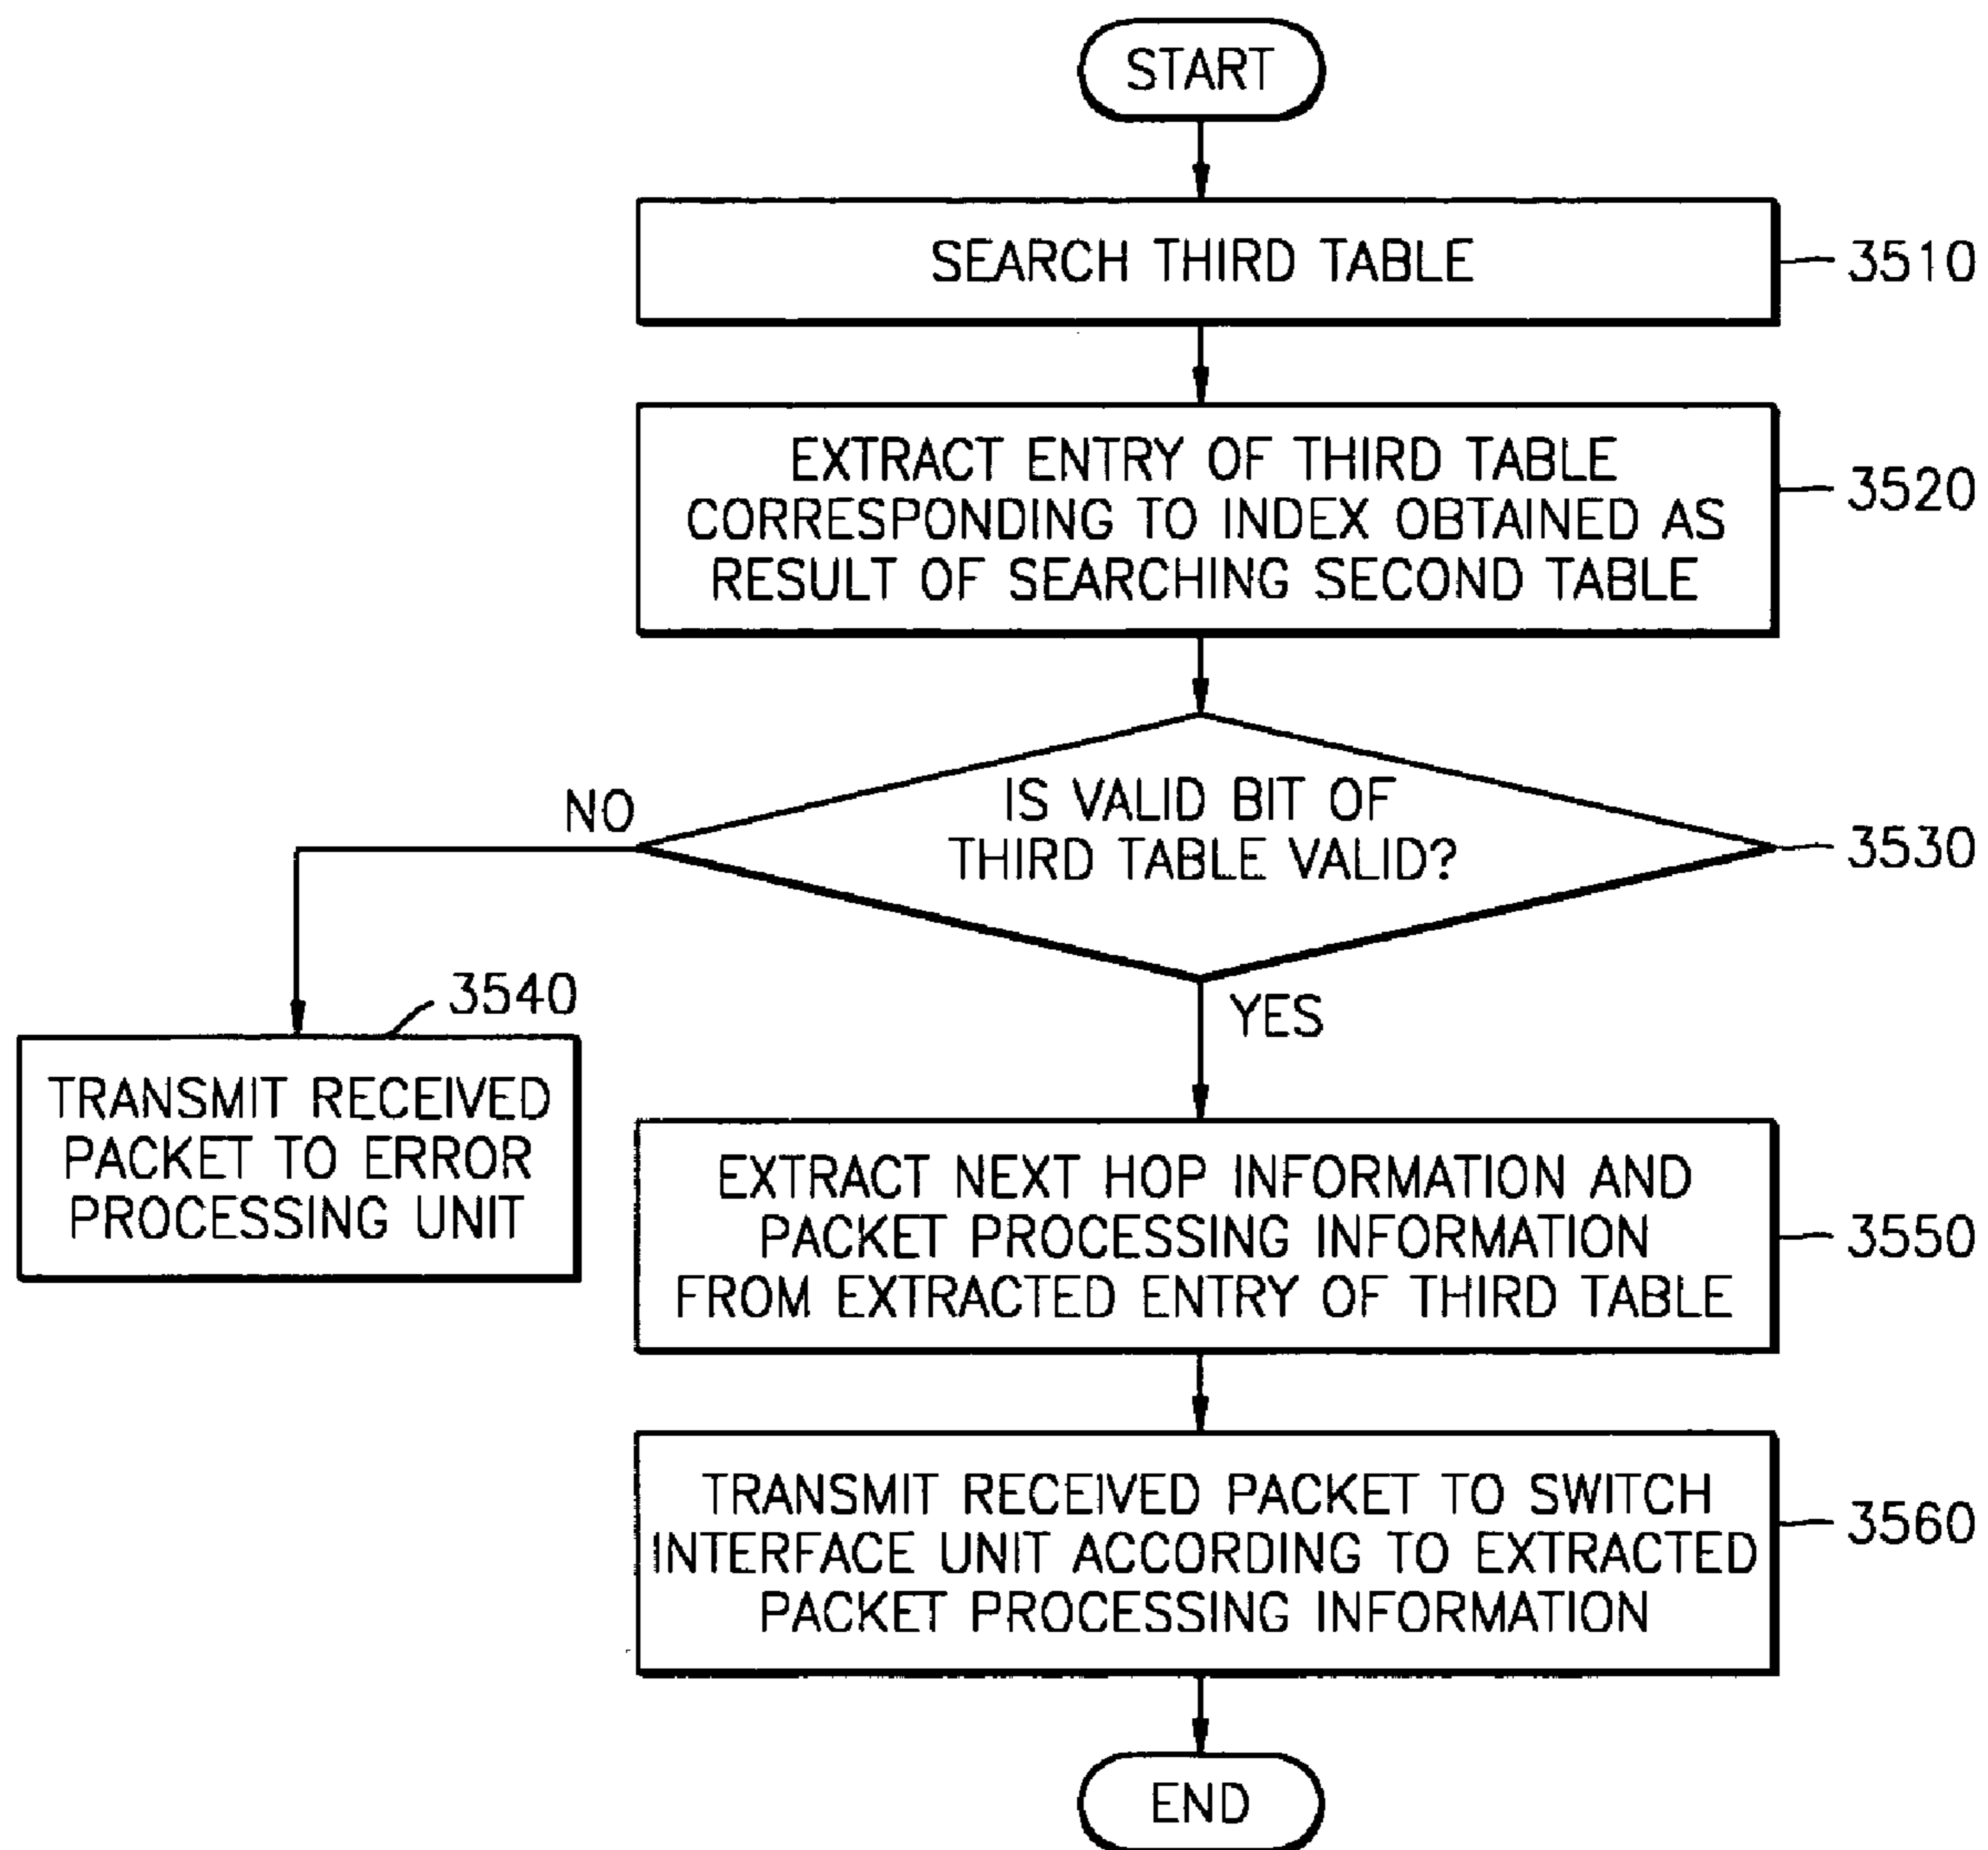 START
SEARCH THIRD TABLE
3510
EXTRACT ENTRY OF THIRD TABLE
CORRESPONDING TO INDEX OBTAINED AS
RESULT OF SEARCHING SECOND TABLE
3520
IS VALID BIT OF
THIRD TABLE VALID?
3530
NO
YES
3540
TRANSMIT RECEIVED
PACKET TO ERROR
PROCESSING UNIT
EXTRACT NEXT HOP INFORMATION AND
PACKET PROCESSING INFORMATION
FROM EXTRACTED ENTRY OF THIRD TABLE
3550
TRANSMIT RECEIVED PACKET TO SWITCH
INTERFACE UNIT ACCORDING TO EXTRACTED
PACKET PROCESSING INFORMATION
3560
END